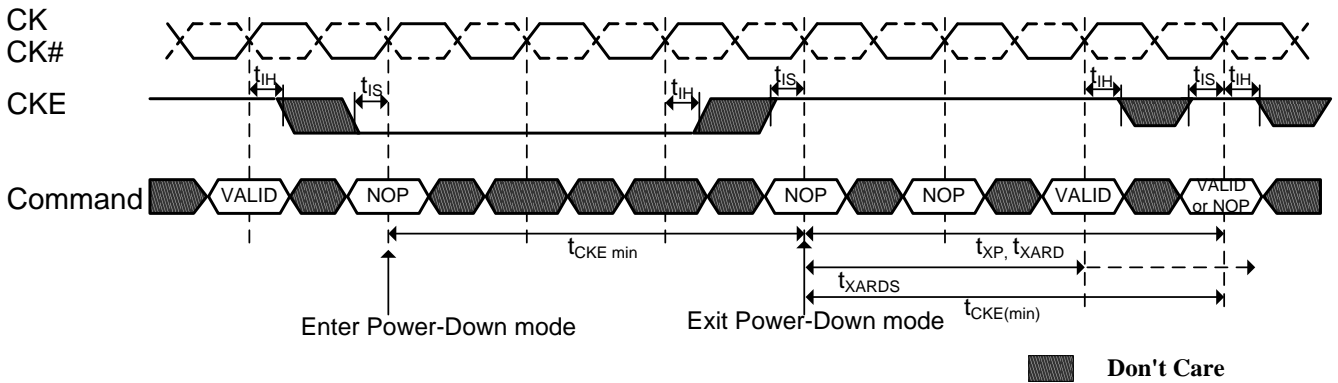 CK
CK#
tIH
tIS
tIH
tIS
tIH
tIS
tIH
CKE
Command
VALID
NOP
NOP
NOP
VALID
VALID
or NOP
tCKE min
tXP, tXARD
tXARDS
tCKE(min)
Enter Power-Down mode
Exit Power-Down mode
Don't Care